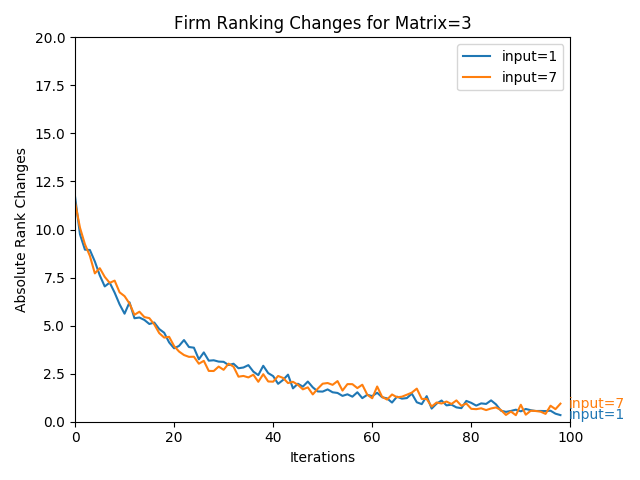 Firm Ranking Changes for Matrix=3
20.0
17.5
15.0
12.5
10.0
7.5
5.0
2.5
0.0
Absolute Rank Changes
input=1
input=7
input=7
input=1
0 20 40 60 80 100
Iterations